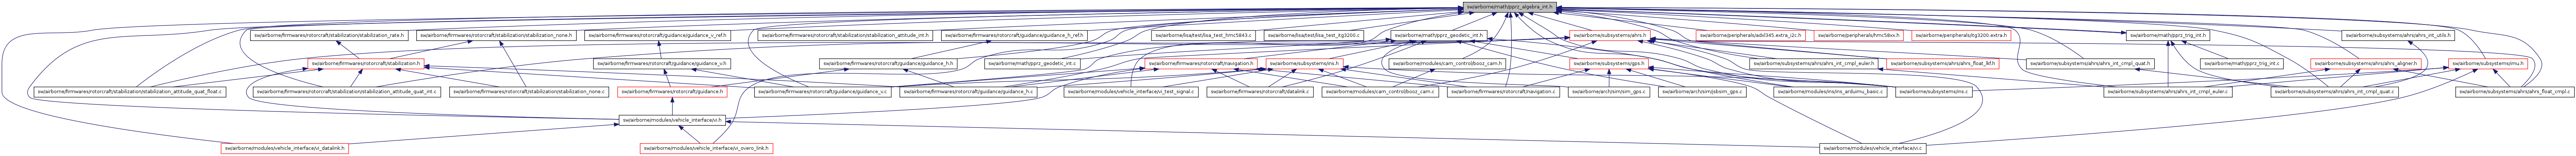 sw/airborne/math/pprz_algebra_int.h
sw/airborne/firmwares/rotorcraft/stabilization/stabilization_rate.h
sw/airborne/firmwares/rotorcraft/stabilization/stabilization_none.h
sw/airborne/firmwares/rotorcraft/guidance/guidance_v_ref.h
sw/airborne/firmwares/rotorcraft/stabilization/stabilization_attitude_int.h
sw/airborne/firmwares/rotorcraft/guidance/guidance_h_ref.h
sw/airborne/lisa/test/lisa_test_hmc5843.c
sw/airborne/lisa/test/lisa_test_itg3200.c
sw/airborne/math/pprz_geodetic_int.h
sw/airborne/subsystems/ahrs.h
sw/airborne/peripherals/adxl345.extra_i2c.h
sw/airborne/peripherals/hmc58xx.h
sw/airborne/peripherals/itg3200.extra.h
sw/airborne/math/pprz_trig_int.h
sw/airborne/subsystems/ahrs/ahrs_int_utils.h
sw/airborne/firmwares/rotorcraft/stabilization.h
sw/airborne/firmwares/rotorcraft/guidance/guidance_v.h
sw/airborne/firmwares/rotorcraft/guidance/guidance_h.h
sw/airborne/math/pprz_geodetic_int.c
sw/airborne/firmwares/rotorcraft/navigation.h
sw/airborne/subsystems/ins.h
sw/airborne/modules/cam_control/booz_cam.h
sw/airborne/subsystems/gps.h
sw/airborne/subsystems/ahrs/ahrs_int_cmpl_euler.h
sw/airborne/subsystems/ahrs/ahrs_float_lkf.h
sw/airborne/subsystems/ahrs/ahrs_int_cmpl_quat.h
sw/airborne/math/pprz_trig_int.c
sw/airborne/subsystems/ahrs/ahrs_aligner.h
sw/airborne/subsystems/imu.h
sw/airborne/firmwares/rotorcraft/stabilization/stabilization_attitude_quat_float.c
sw/airborne/firmwares/rotorcraft/stabilization/stabilization_attitude_quat_int.c
sw/airborne/firmwares/rotorcraft/stabilization/stabilization_none.c
sw/airborne/firmwares/rotorcraft/guidance.h
sw/airborne/firmwares/rotorcraft/guidance/guidance_v.c
sw/airborne/firmwares/rotorcraft/guidance/guidance_h.c
sw/airborne/modules/vehicle_interface/vi_test_signal.c
sw/airborne/firmwares/rotorcraft/datalink.c
sw/airborne/modules/cam_control/booz_cam.c
sw/airborne/firmwares/rotorcraft/navigation.c
sw/airborne/arch/sim/sim_gps.c
sw/airborne/arch/sim/jsbsim_gps.c
sw/airborne/modules/ins/ins_arduimu_basic.c
sw/airborne/subsystems/ins.c
sw/airborne/subsystems/ahrs/ahrs_int_cmpl_euler.c
sw/airborne/subsystems/ahrs/ahrs_int_cmpl_quat.c
sw/airborne/subsystems/ahrs/ahrs_float_cmpl.c
sw/airborne/modules/vehicle_interface/vi.h
sw/airborne/modules/vehicle_interface/vi_datalink.h
sw/airborne/modules/vehicle_interface/vi_overo_link.h
sw/airborne/modules/vehicle_interface/vi.c